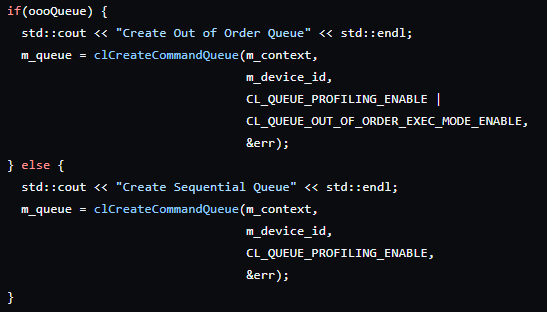 if(oooQueue) {
  std::cout << "Create Out of Order Queue" << std::endl;
  m_queue = clCreateCommandQueue(m_context,
                                 m_device_id,
                                 CL_QUEUE_PROFILING_ENABLE |
                                 CL_QUEUE_OUT_OF_ORDER_EXEC_MODE_ENABLE,
                                 &err);
} else {
  std::cout << "Create Sequential Queue" << std::endl;
  m_queue = clCreateCommandQueue(m_context,
                                 m_device_id,
                                 CL_QUEUE_PROFILING_ENABLE,
                                 &err);
}